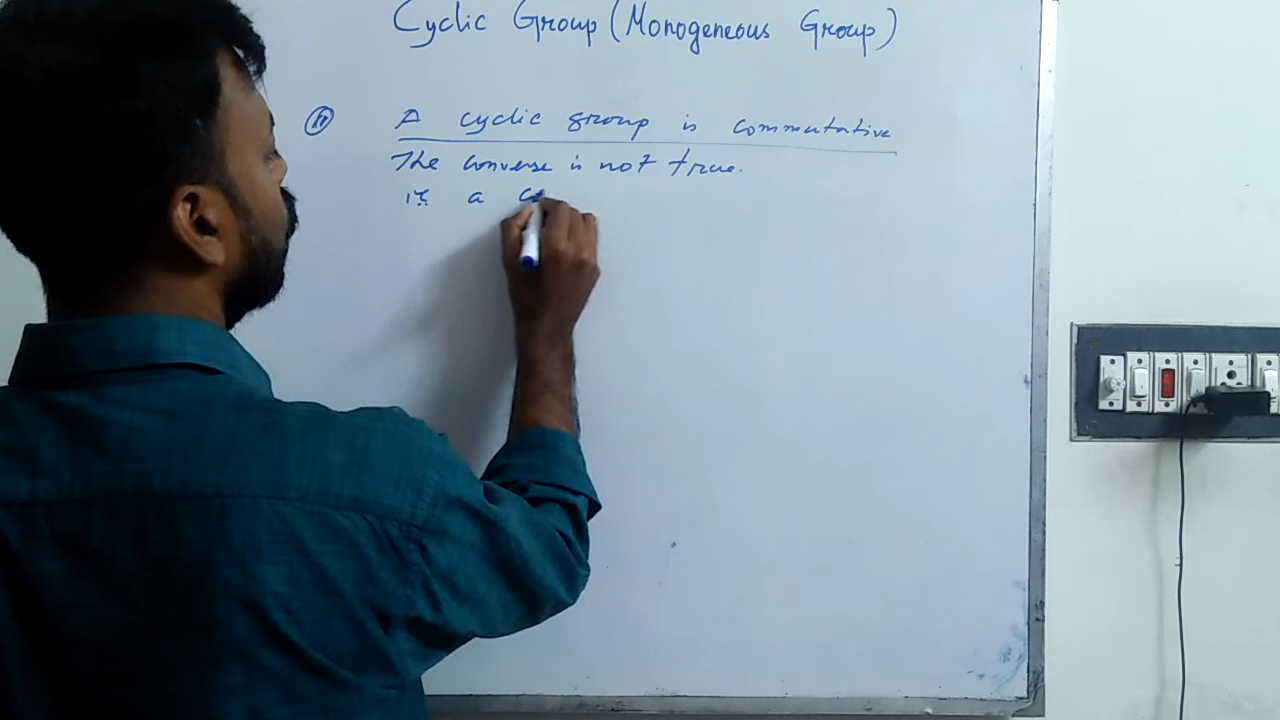 Cyclic Group (Monogeneous Group)
A cyclic group is commutative
The converse is not true.
i.e. a